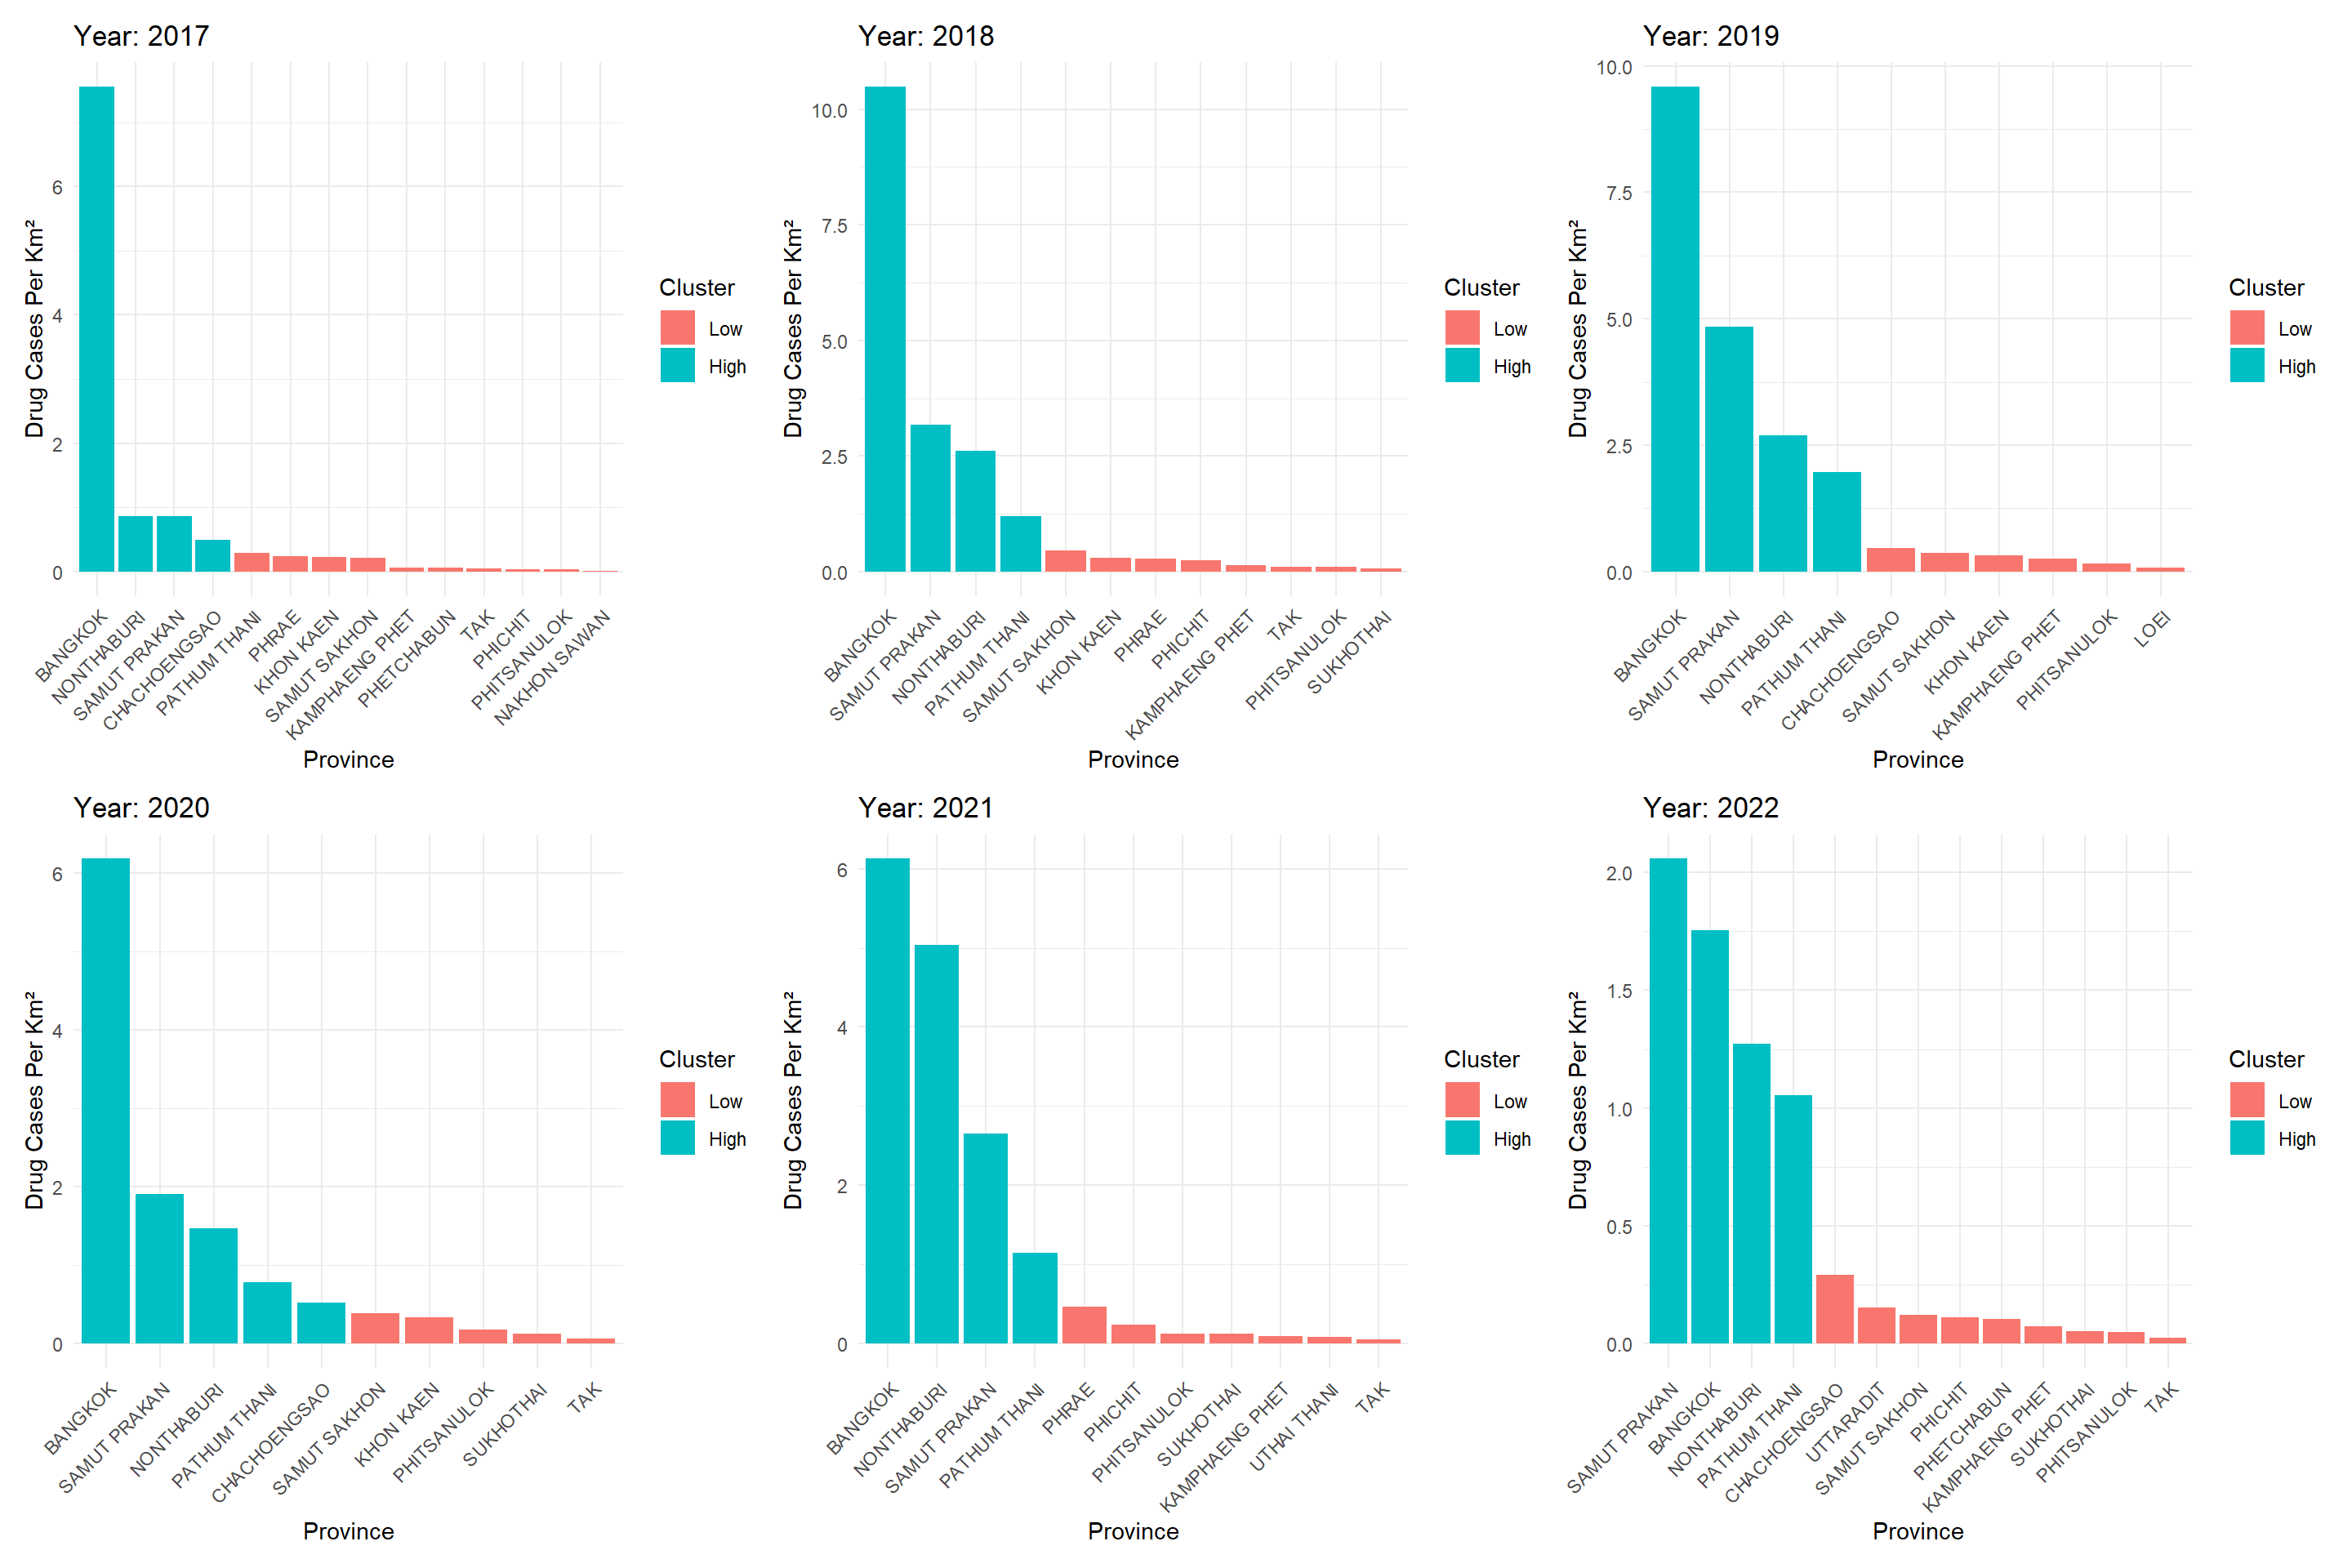 Year: 2017
Drug Cases Per Km²
6
4
2
0
BANGKOK
NONTHABURI
SAMUT PRAKAN
CHACHOENGSAO
PATHUM THANI
PHRAE
KHON KAEN
SAMUT SAKHON
KAMPHAENG PHET
PHETCHABUN
TAK
PHICHIT
PHITSANULOK
NAKHON SAWAN
Province
Cluster
Low
High
Year: 2018
Drug Cases Per Km²
10.0
7.5
5.0
2.5
0.0
BANGKOK
SAMUT PRAKAN
NONTHABURI
PATHUM THANI
SAMUT SAKHON
KHON KAEN
PHRAE
PHICHIT
KAMPHAENG PHET
TAK
PHITSANULOK
SUKHOTHAI
Province
Cluster
Low
High
Year: 2019
Drug Cases Per Km²
10.0
7.5
5.0
2.5
0.0
BANGKOK
SAMUT PRAKAN
NONTHABURI
PATHUM THANI
CHACHOENGSAO
SAMUT SAKHON
KHON KAEN
KAMPHAENG PHET
PHITSANULOK
LOEI
Province
Cluster
Low
High
Year: 2020
Drug Cases Per Km²
6
4
2
0
BANGKOK
SAMUT PRAKAN
NONTHABURI
PATHUM THANI
CHACHOENGSAO
SAMUT SAKHON
KHON KAEN
PHITSANULOK
SUKHOTHAI
TAK
Province
Cluster
Low
High
Year: 2021
Drug Cases Per Km²
6
4
2
0
BANGKOK
NONTHABURI
SAMUT PRAKAN
PATHUM THANI
PHRAE
PHICHIT
PHITSANULOK
SUKHOTHAI
KAMPHAENG PHET
UTHAI THANI
TAK
Province
Cluster
Low
High
Year: 2022
Drug Cases Per Km²
2.0
1.5
1.0
0.5
0.0
SAMUT PRAKAN
BANGKOK
NONTHABURI
PATHUM THANI
CHACHOENGSAO
UTTARADIT
SAMUT SAKHON
PHICHIT
PHETCHABUN
KAMPHAENG PHET
SUKHOTHAI
PHITSANULOK
TAK
Province
Cluster
Low
High